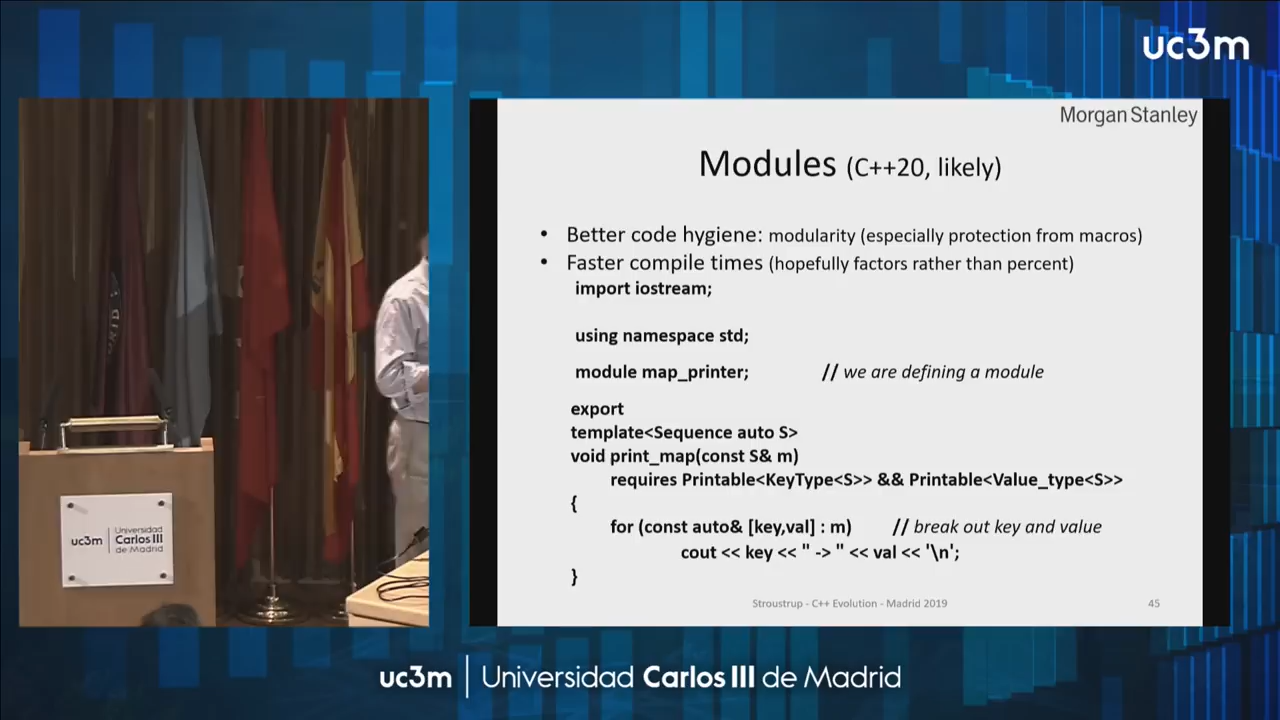 uc3m
Morgan Stanley
Modules (C++20, likely)
• Better code hygiene: modularity (especially protection from macros)
• Faster compile times (hopefully factors rather than percent)
import iostream;
using namespace std;
module map_printer; // we are defining a module
export
template<Sequence auto S>
void print_map(const S& m)
requires Printable<KeyType<S>> && Printable<Value_type<S>>
{
for (const auto& [key,val] : m) // break out key and value
cout << key << " -> " << val << '\n';
}
Stroustrup - C++ Evolution - Madrid 2019 45
uc3m | Universidad
Carlos III
de Madrid
uc3m | Universidad Carlos III de Madrid